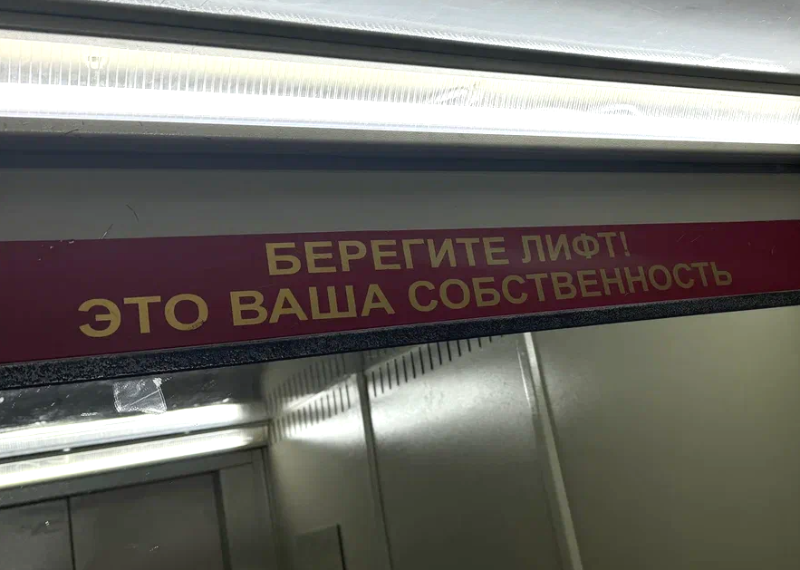 БЕРЕГИТЕ ЛИФТ!
ЭТО ВАША СОБСТВЕННОСТЬ